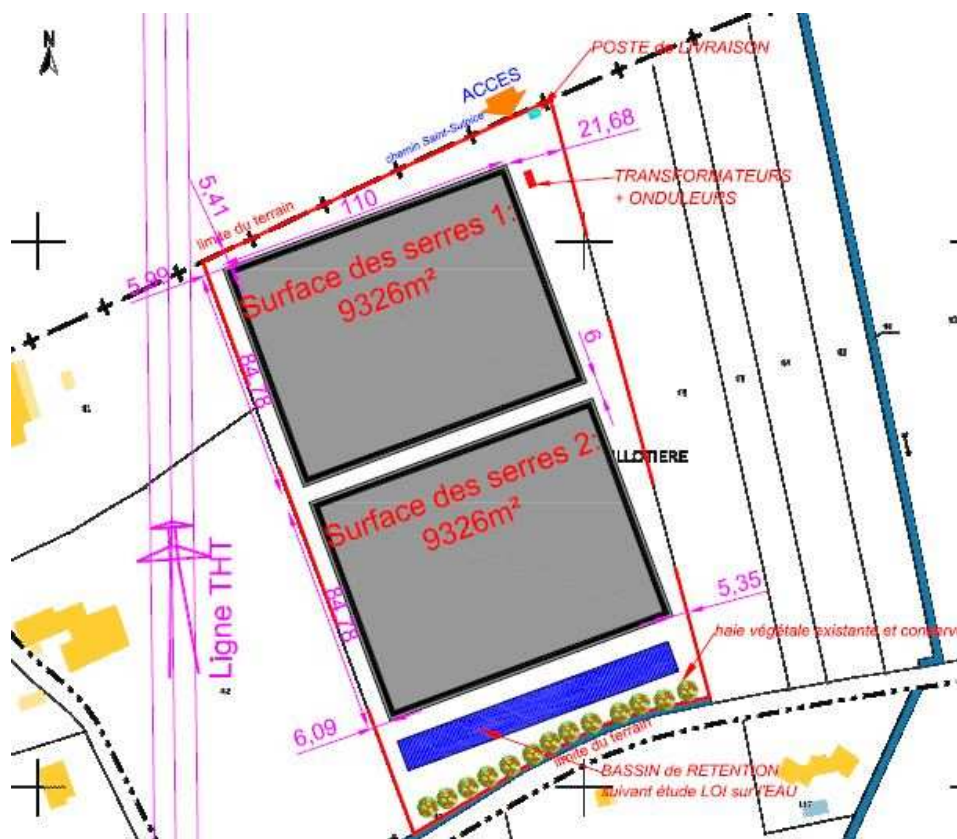 N
POSTE de LIVRAISON
ACCES
chemin Saint-Sulpice
21,68
TRANSFORMATEURS
+ ONDULEURS
5,41
110
limite du terrain
5,99
Surface des serres 1:
9326m²
84,78
6
LLOTIERE
Surface des serres 2:
9326m²
84,78
Ligne THT
5,35
haie végétale existante et conserv
6,09
limite du terrain
BASSIN de RETENTION
suivant étude LOI sur l'EAU